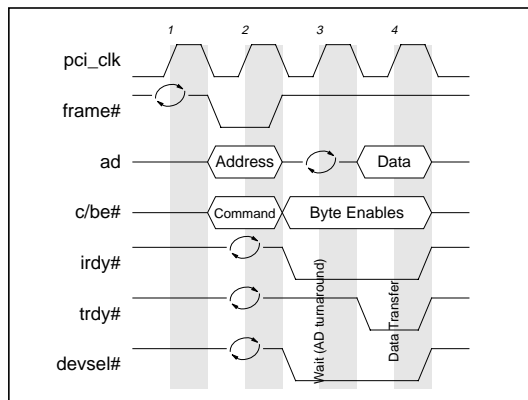 1 2 3 4
pci_clk
frame#
ad Address Data
c/be# Command Byte Enables
irdy#
trdy#
devsel#
Wait (AD turnaround)
Data Transfer